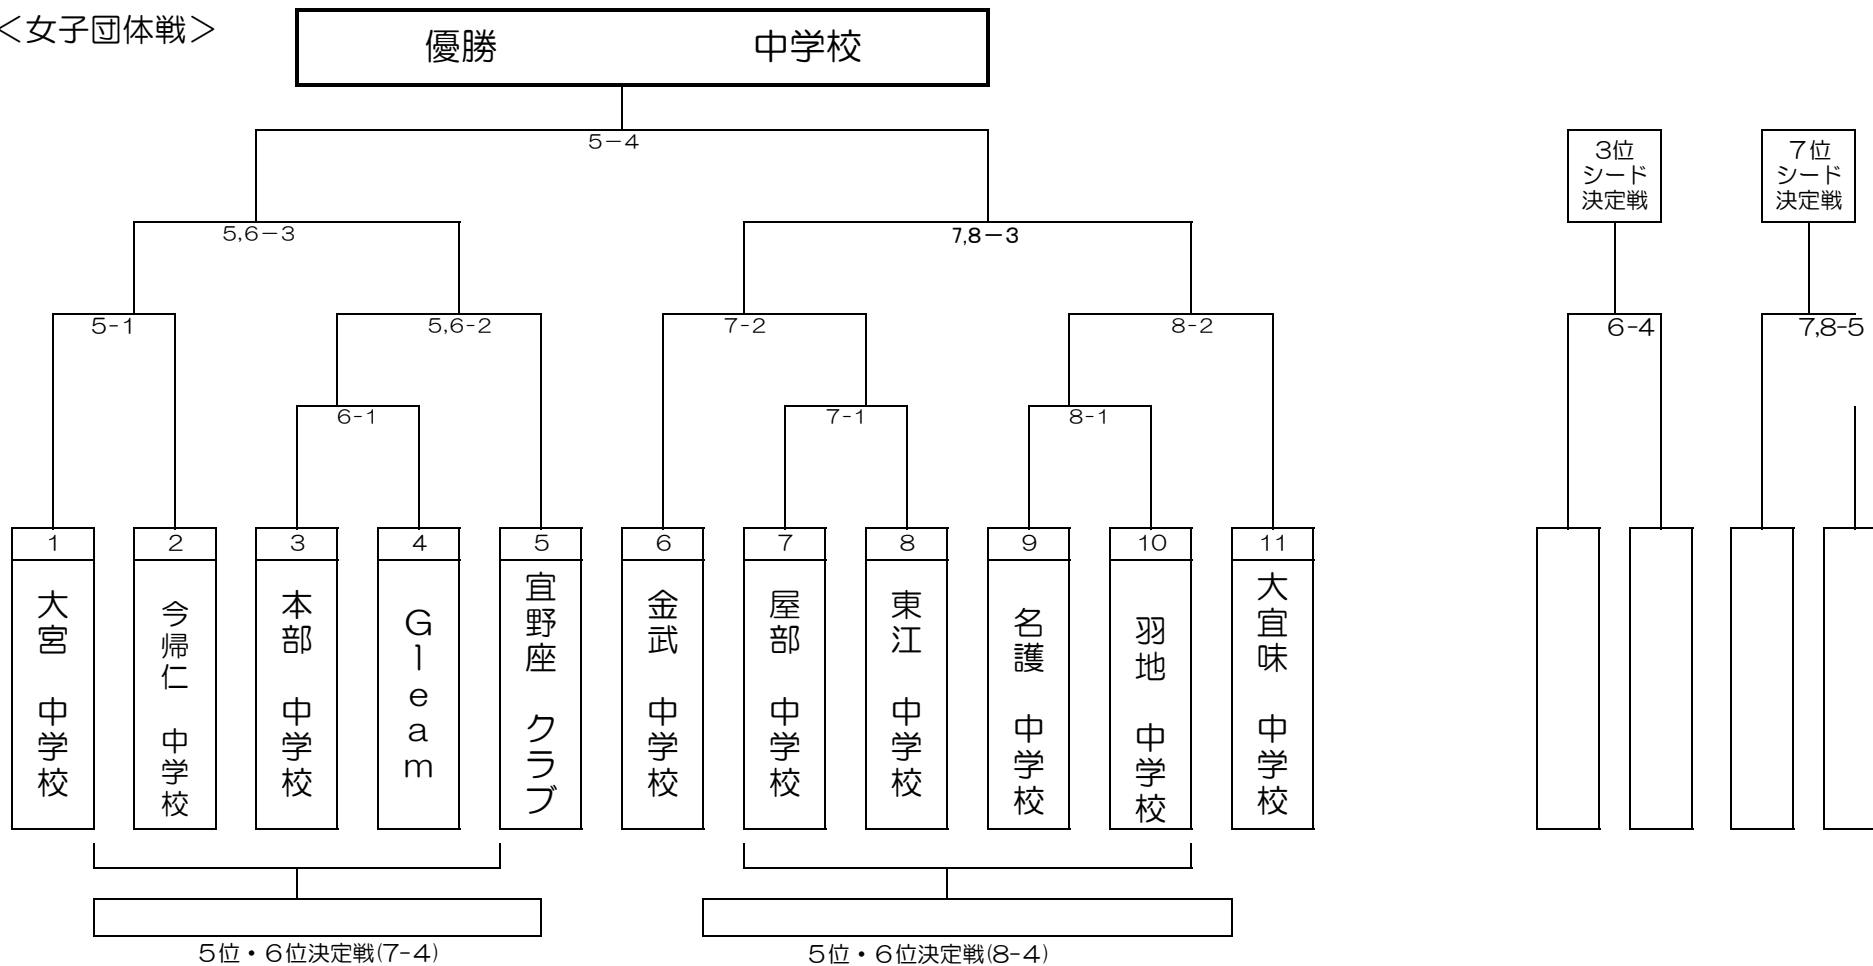 ＜女子団体戦＞
優勝　中学校
5－4
3位
シード
決定戦
7位
シード
決定戦
5,6－3
7,8－3
5-1
5,6-2
7-2
8-2
6-4
7,8-5
6-1
7-1
8-1
1
2
3
4
5
6
7
8
9
10
11
大宮　中学校
今帰仁　中学校
本部　中学校
Gleam
宜野座　クラブ
金武　中学校
屋部　中学校
東江　中学校
名護　中学校
羽地　中学校
大宜味　中学校
5位・6位決定戦(7-4)
5位・6位決定戦(8-4)